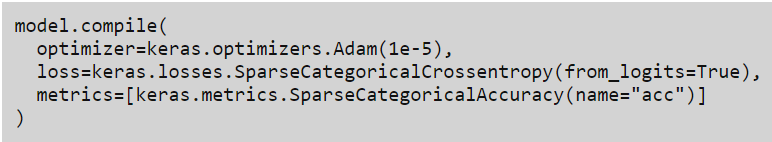 model.compile(
  optimizer=keras.optimizers.Adam(1e-5),
  loss=keras.losses.SparseCategoricalCrossentropy(from_logits=True),
  metrics=[keras.metrics.SparseCategoricalAccuracy(name="acc")]
)